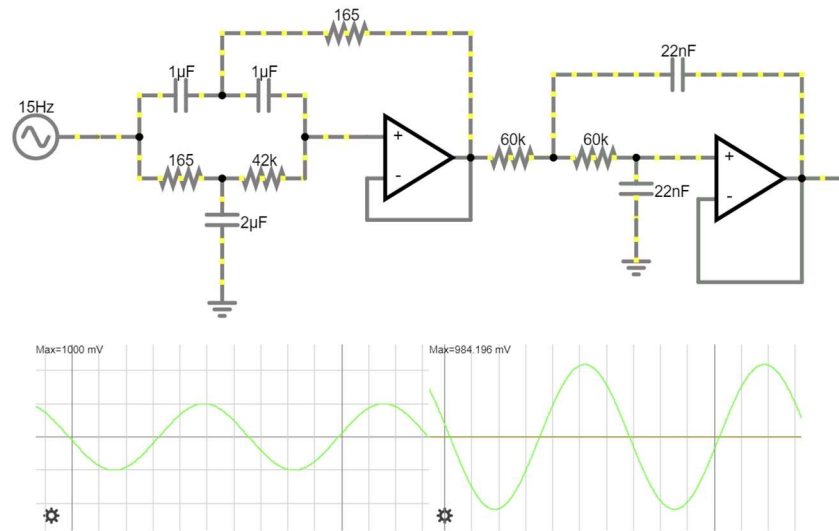 165
1µF
1µF
22nF
15Hz
+
60k
60k
+
165
42k
-
22nF
-
2µF
Max=1000 mV
Max=984.196 mV